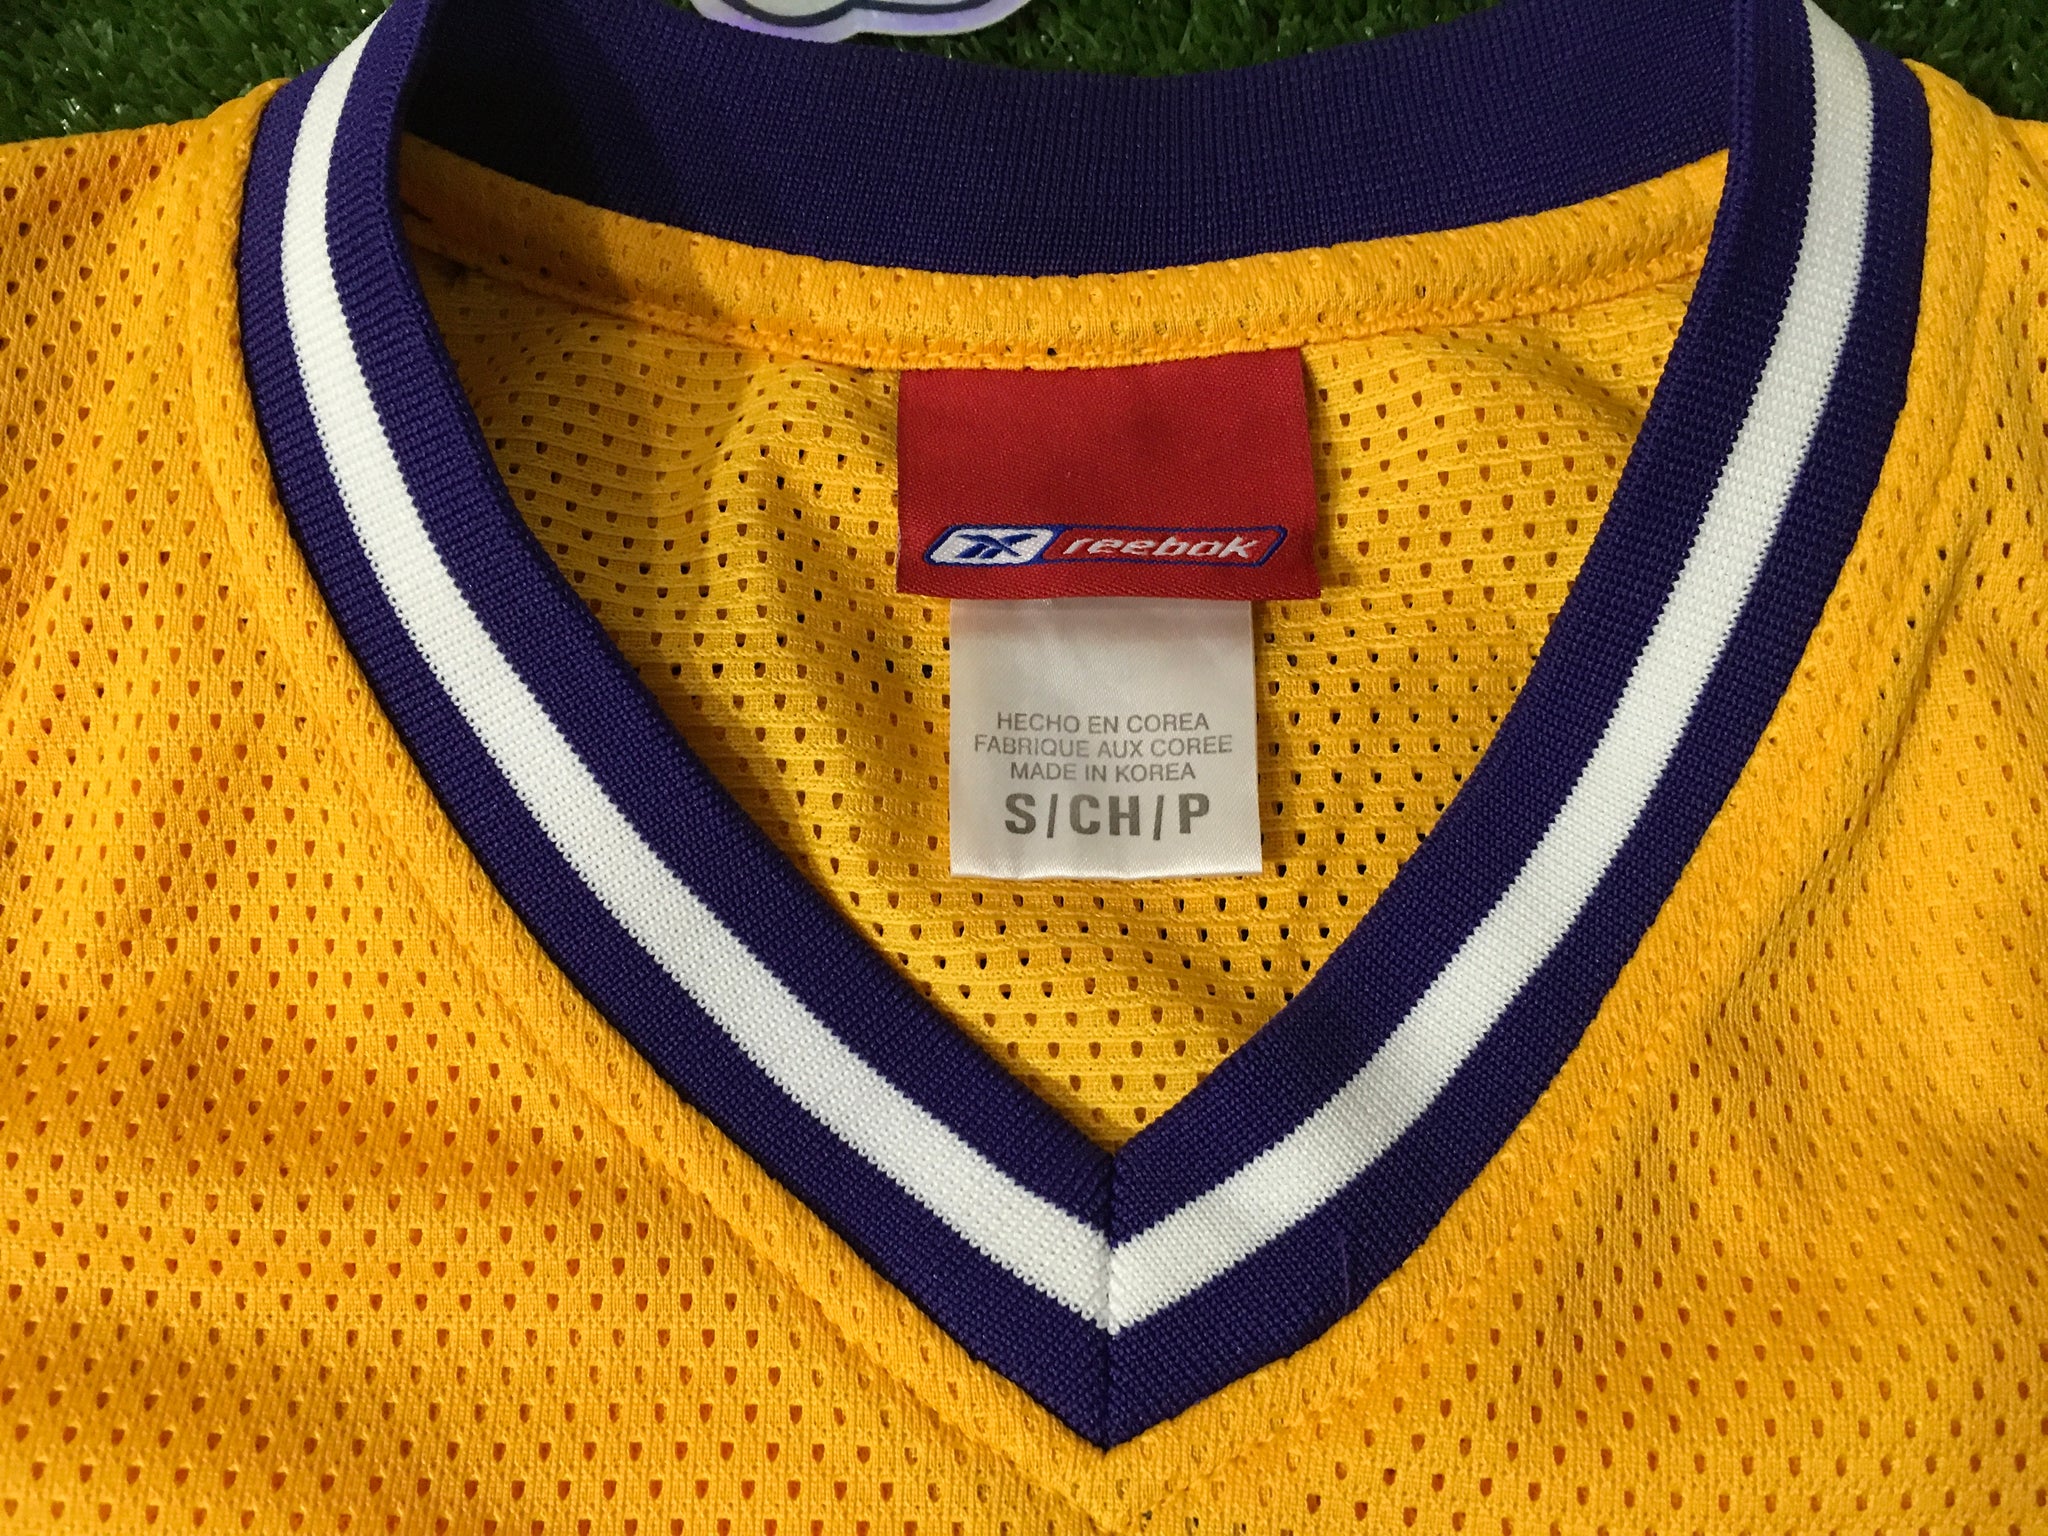 reebok
HECHO EN COREA
FABRIQUE AUX COREE
MADE IN KOREA
S/CH/P